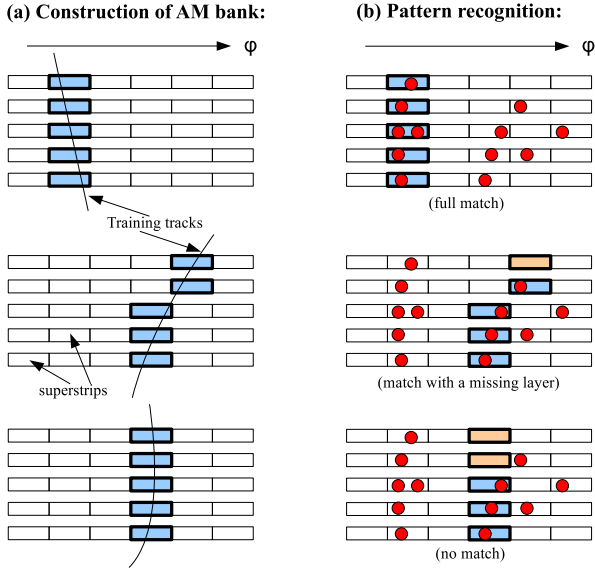 (a) Construction of AM bank:
(b) Pattern recognition:
φ
φ
Training tracks
(full match)
superstrips
(match with a missing layer)
(no match)